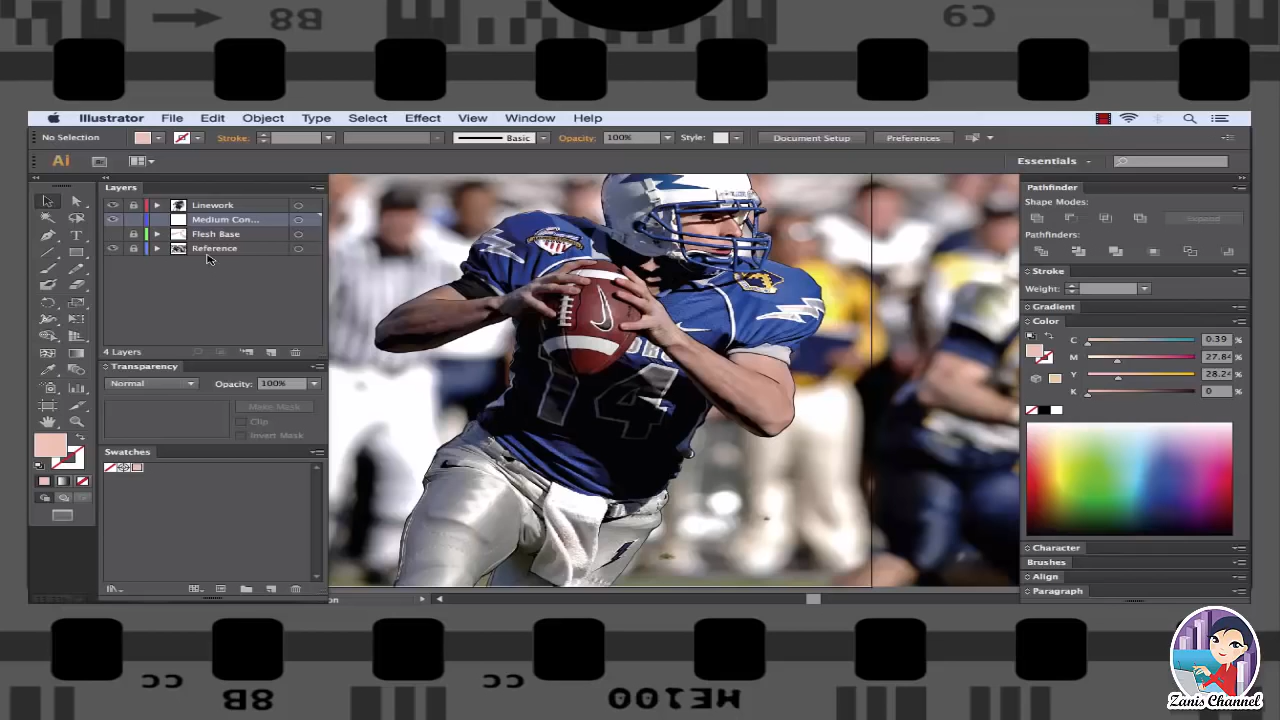 B8
C9
Illustrator File Edit Object Type Select Effect View Window Help
No Selection Stroke: Basic Opacity: 100% Style: Document Setup Preferences
Ai Essentials
Layers
Linework
Medium Con...
Flesh Base
Reference
4 Layers
Transparency
Normal Opacity: 100%
Make Mask
Clip
Invert Mask
Swatches
14
Pathfinder
Shape Modes:
Expand
Pathfinders:
Stroke
Weight:
Gradient
Color
C 0.39 %
M 27.84
Y 28.24 %
K 0 %
Character
Brushes
Align
Paragraph
CC 8B CC ME100
Zanis Channel